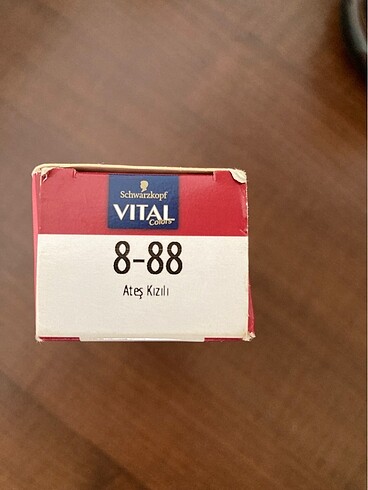 Schwarzkopf
VITAL
Colors
8-88
Ateş Kızılı